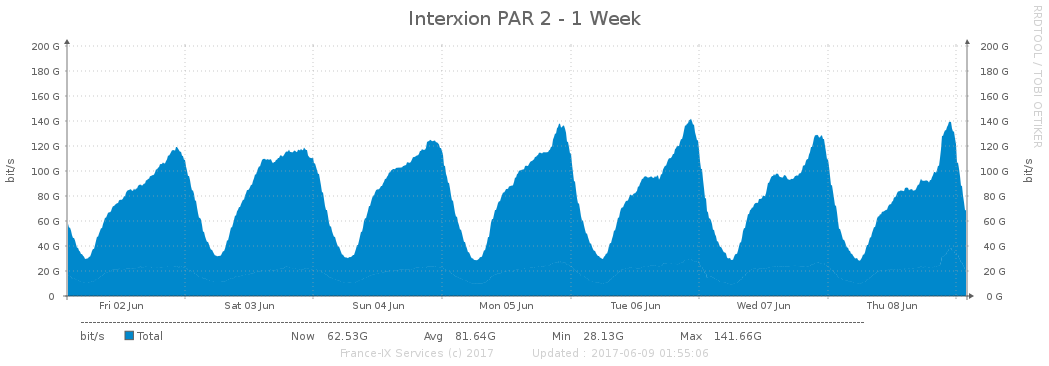 Interxion PAR 2 - 1 Week
RRDTOOL / TOBI OETIKER
200 G 200 G
180 G 180 G
160 G 160 G
140 G 140 G
120 G 120 G
100 G 100 G
80 G 80 G
60 G 60 G
40 G 40 G
20 G 20 G
0 0 G
bit/s
bit/s
Fri 02 Jun Sat 03 Jun Sun 04 Jun Mon 05 Jun Tue 06 Jun Wed 07 Jun Thu 08 Jun
bit/s Total Now 62.53G Avg 81.64G Min 28.13G Max 141.66G
France-IX Services (c) 2017 Updated : 2017-06-09 01:55:06